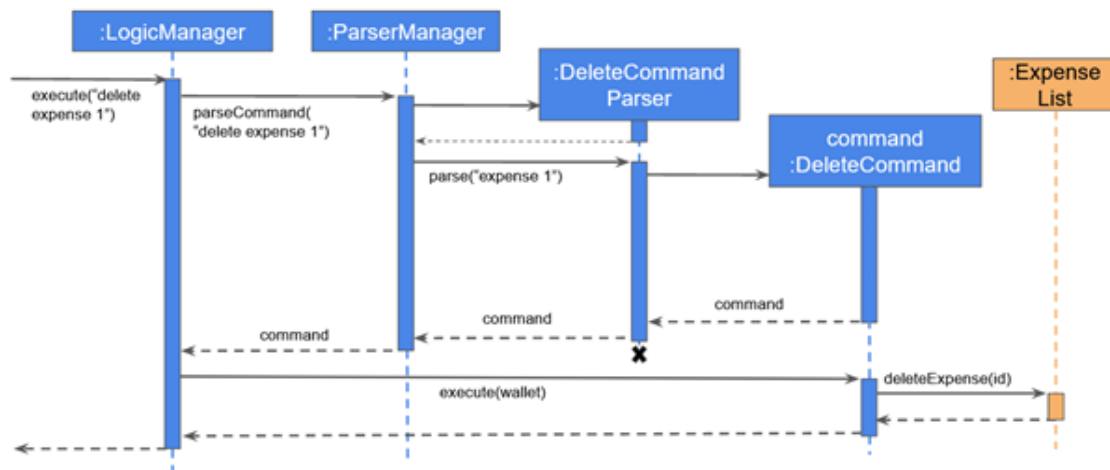 :LogicManager
:ParserManager
:DeleteCommand
Parser
:Expense
List
execute("delete
expense 1")
parseCommand(
"delete expense 1")
command
:DeleteCommand
parse("expense 1")
command
command
command
execute(wallet)
deleteExpense(id)